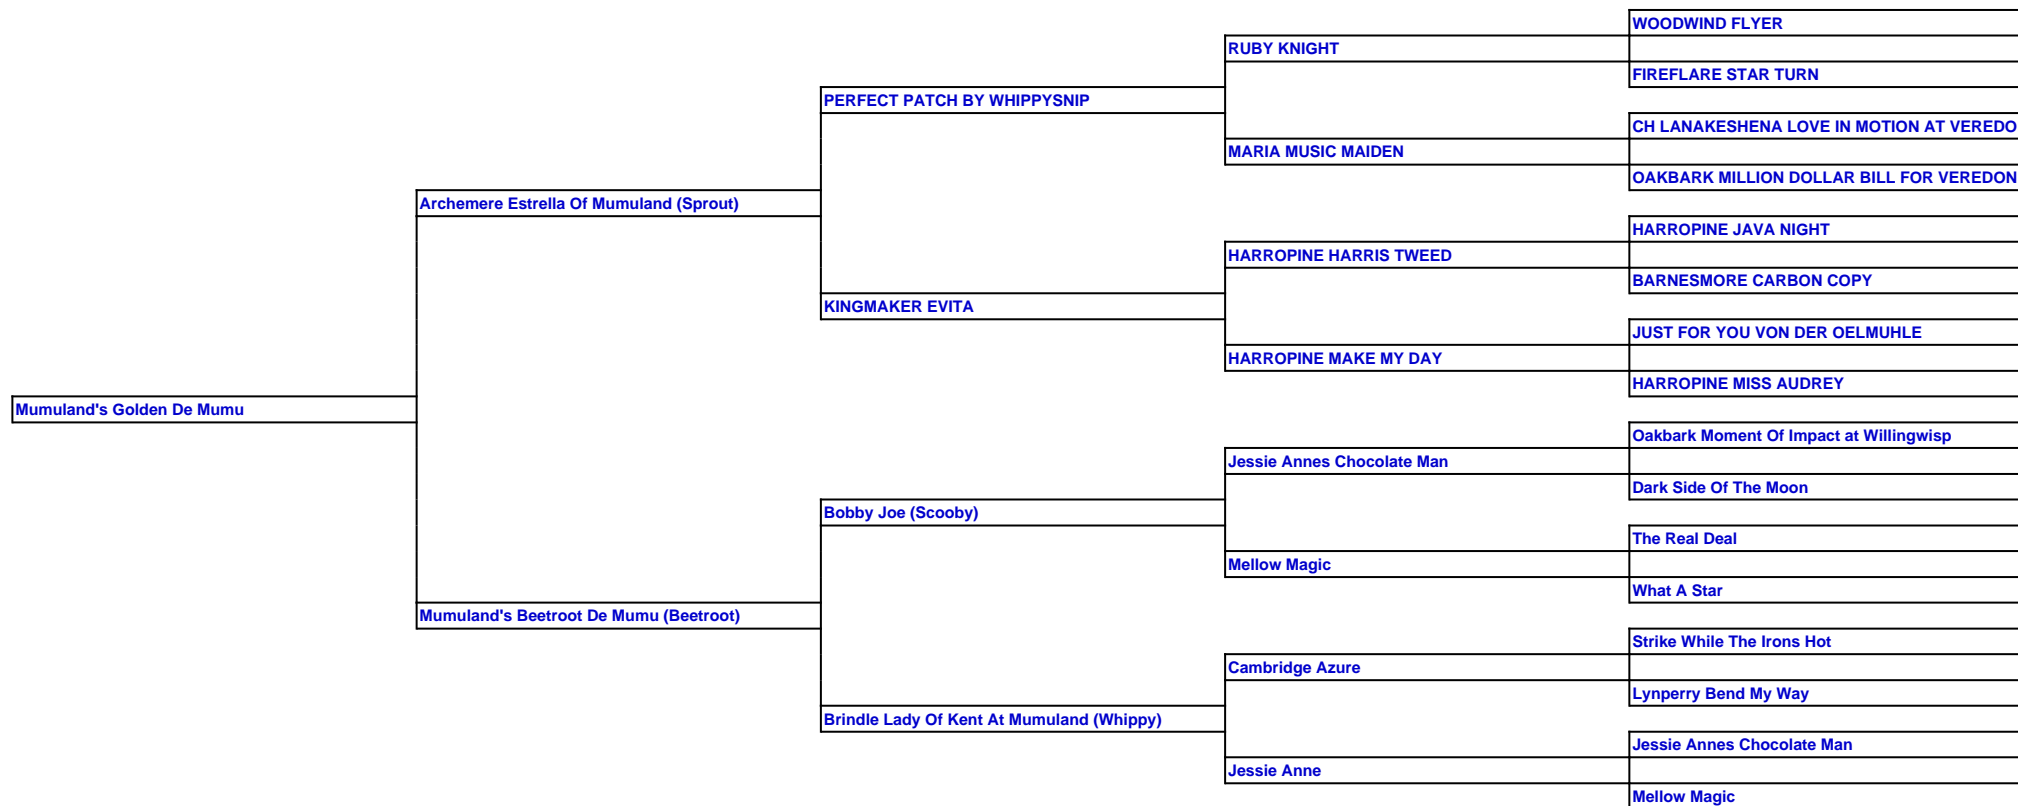 WOODWIND FLYER
RUBY KNIGHT
FIREFLARE STAR TURN
PERFECT PATCH BY WHIPPYSNIP
CH LANAKESHENA LOVE IN MOTION AT VEREDO
MARIA MUSIC MAIDEN
OAKBARK MILLION DOLLAR BILL FOR VEREDON
Archemere Estrella Of Mumuland (Sprout)
HARROPINE JAVA NIGHT
HARROPINE HARRIS TWEED
BARNESMORE CARBON COPY
KINGMAKER EVITA
JUST FOR YOU VON DER OELMUHLE
HARROPINE MAKE MY DAY
HARROPINE MISS AUDREY
Mumuland's Golden De Mumu
Oakbark Moment Of Impact at Willingwisp
Jessie Annes Chocolate Man
Dark Side Of The Moon
Bobby Joe (Scooby)
The Real Deal
Mellow Magic
What A Star
Mumuland's Beetroot De Mumu (Beetroot)
Strike While The Irons Hot
Cambridge Azure
Lynperry Bend My Way
Brindle Lady Of Kent At Mumuland (Whippy)
Jessie Annes Chocolate Man
Jessie Anne
Mellow Magic